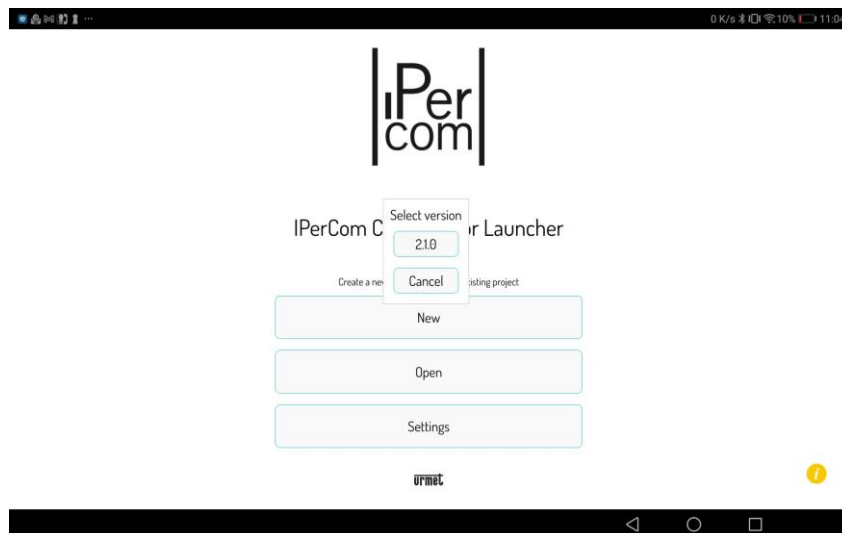 0 K/s 10% 11:04
IPer
com
Select version
IPerCom C r Launcher
2.1.0
Create a new isting project
Cancel
New
Open
Settings
urmet
i